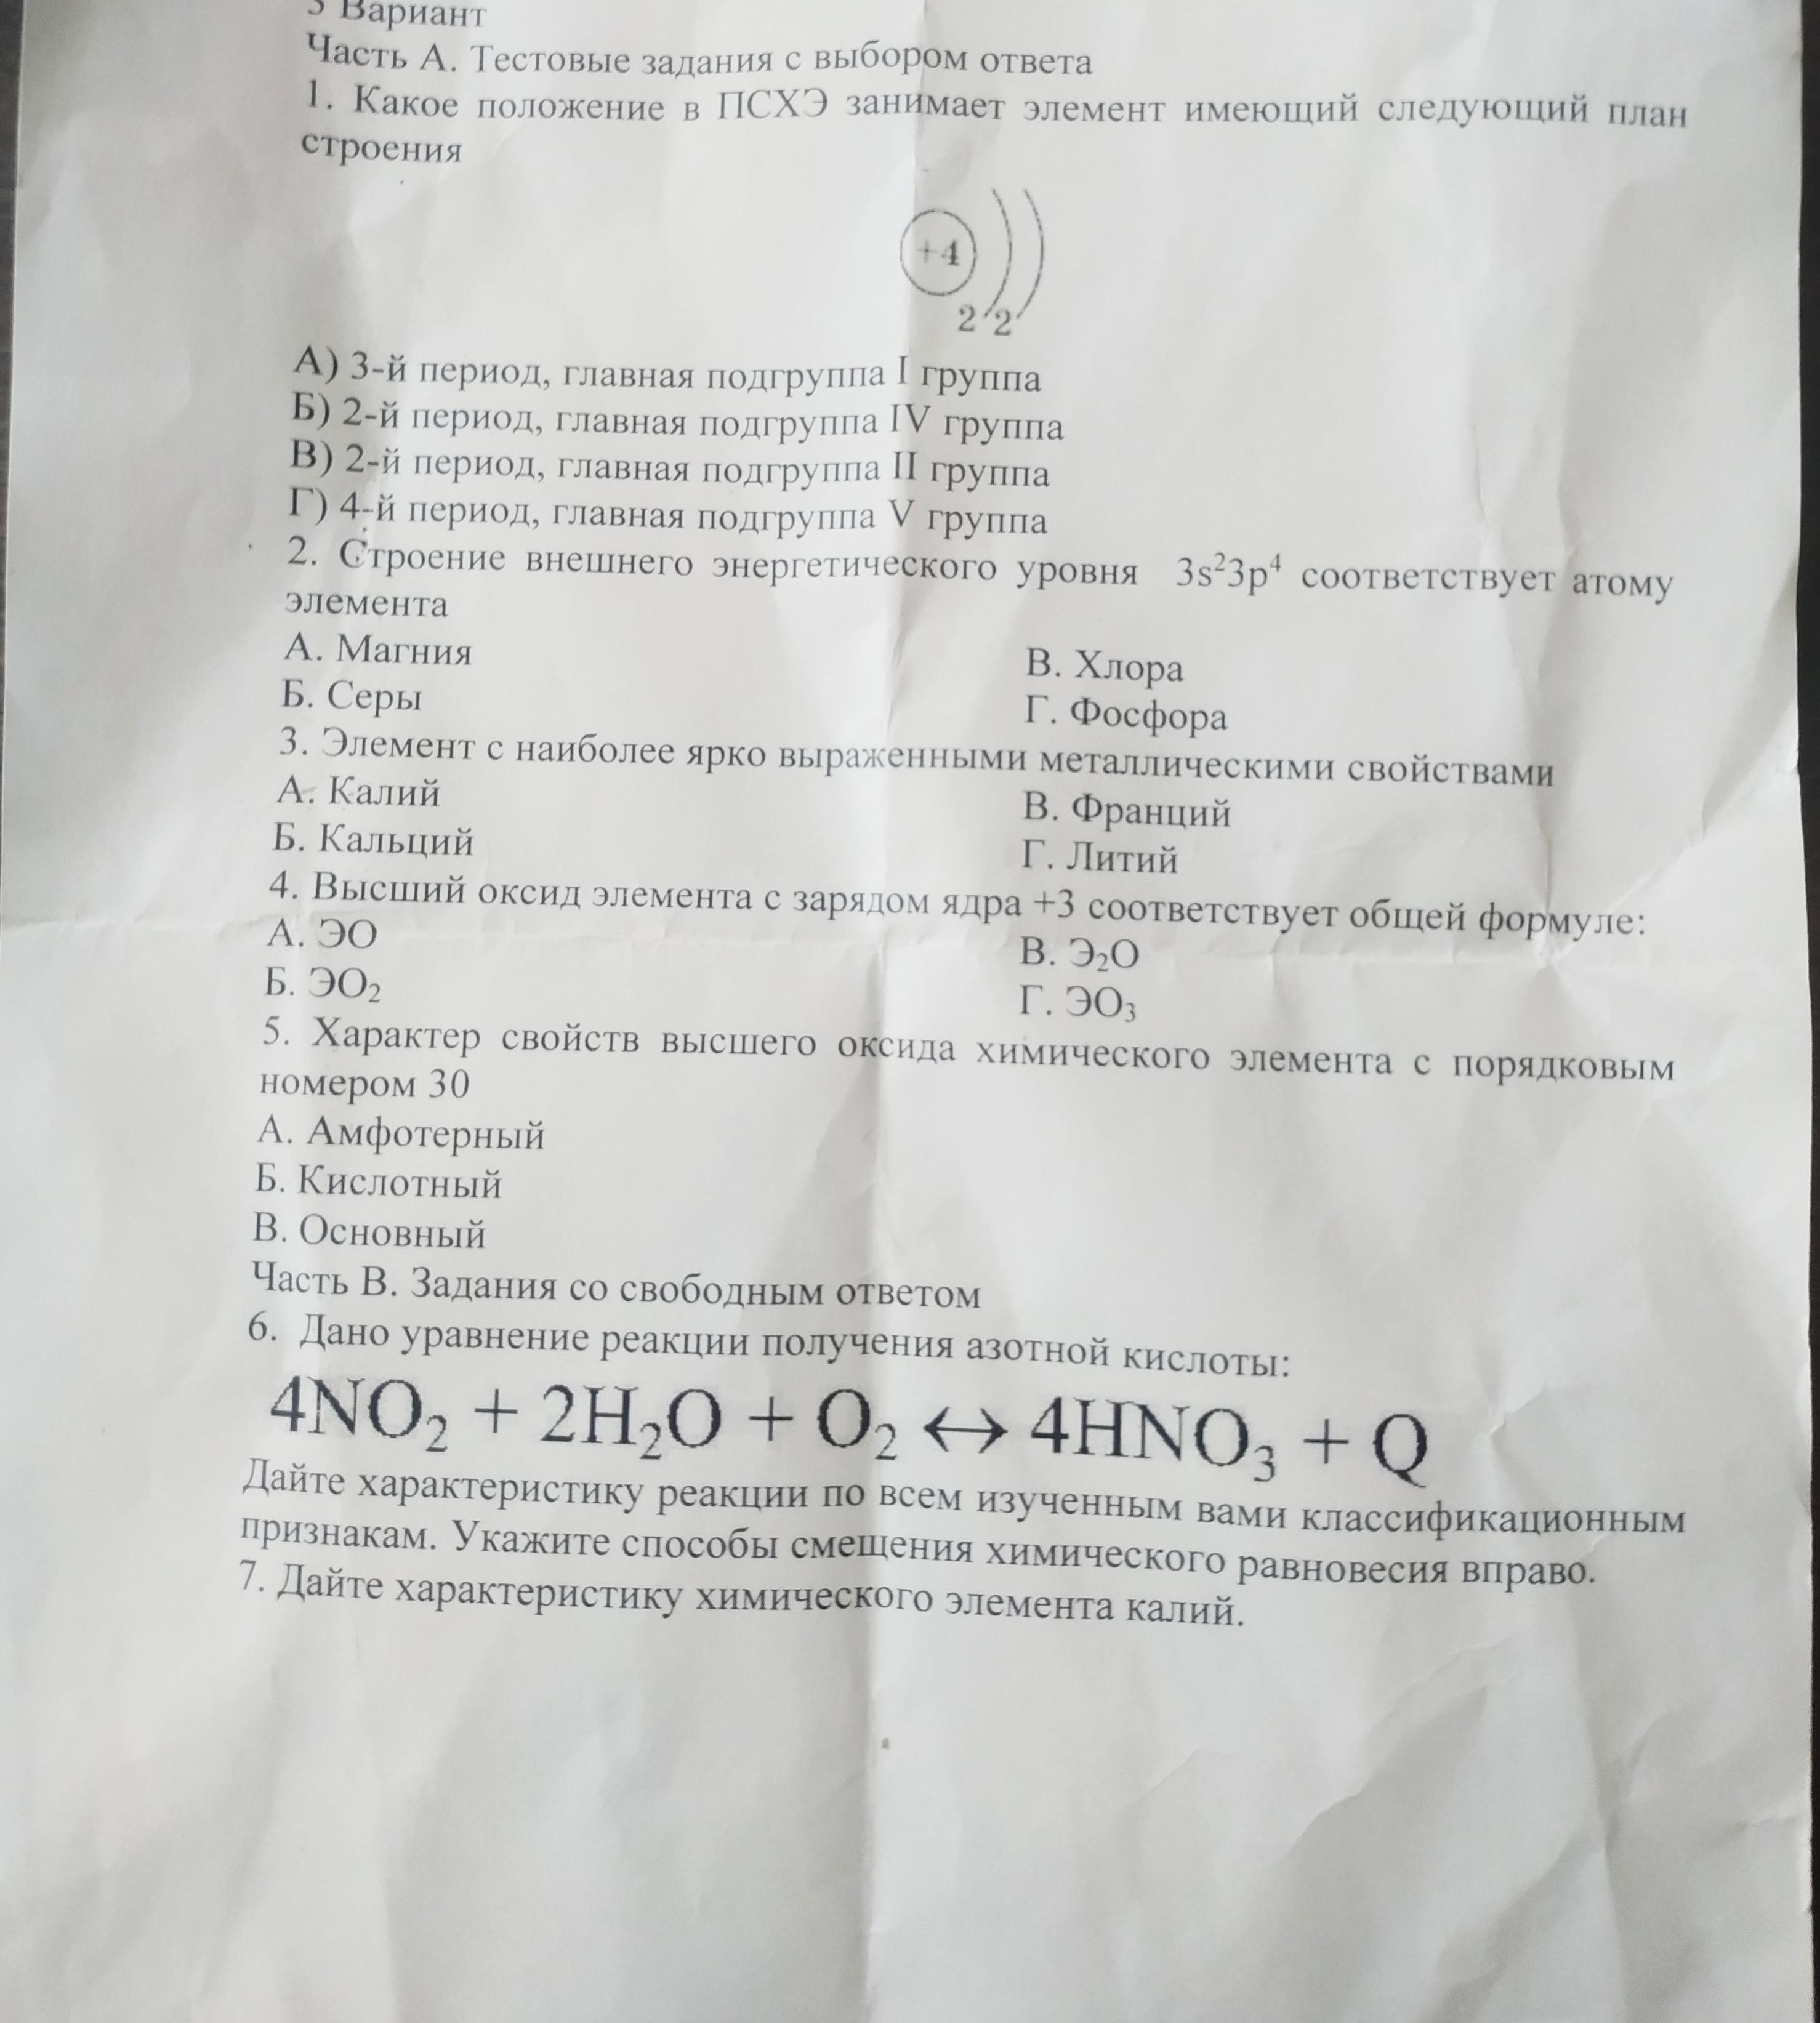 3 Вариант
Часть А. Тестовые задания с выбором ответа
1. Какое положение в ПСХЭ занимает элемент имеющий следующий план
строения
+4
2 2
А) 3-й период, главная подгруппа I группа
Б) 2-й период, главная подгруппа IV группа
В) 2-й период, главная подгруппа II группа
Г) 4-й период, главная подгруппа V группа
2. Строение внешнего энергетического уровня 3s²3p⁴ соответствует атому
элемента
А. Магния
В. Хлора
Б. Серы
Г. Фосфора
3. Элемент с наиболее ярко выраженными металлическими свойствами
А. Калий
В. Франций
Б. Кальций
Г. Литий
4. Высший оксид элемента с зарядом ядра +3 соответствует общей формуле:
А. ЭО
В. Э₂О
Б. ЭО₂
Г. ЭО₃
5. Характер свойств высшего оксида химического элемента с порядковым
номером 30
А. Амфотерный
Б. Кислотный
В. Основный
Часть В. Задания со свободным ответом
6. Дано уравнение реакции получения азотной кислоты:
4NO₂ + 2H₂O + O₂ ↔ 4HNO₃ + Q
Дайте характеристику реакции по всем изученным вами классификационным
признакам. Укажите способы смещения химического равновесия вправо.
7. Дайте характеристику химического элемента калий.